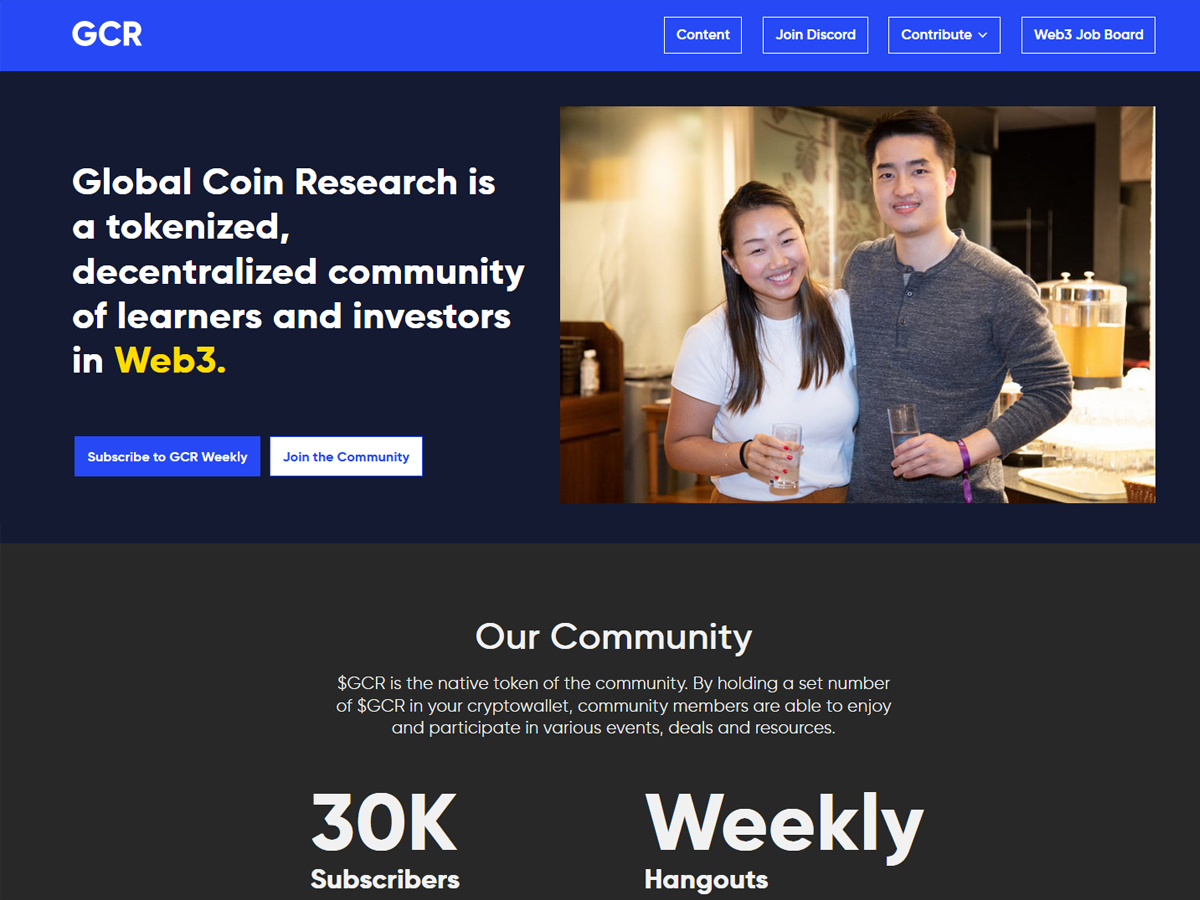 GCR
Content
Join Discord
Contribute
Web3 Job Board
Global Coin Research is
a tokenized,
decentralized community
of learners and investors
in Web3.
Subscribe to GCR Weekly
Join the Community
Our Community
$GCR is the native token of the community. By holding a set number
of $GCR in your cryptowallet, community members are able to enjoy
and participate in various events, deals and resources.
30K
Subscribers
Weekly
Hangouts